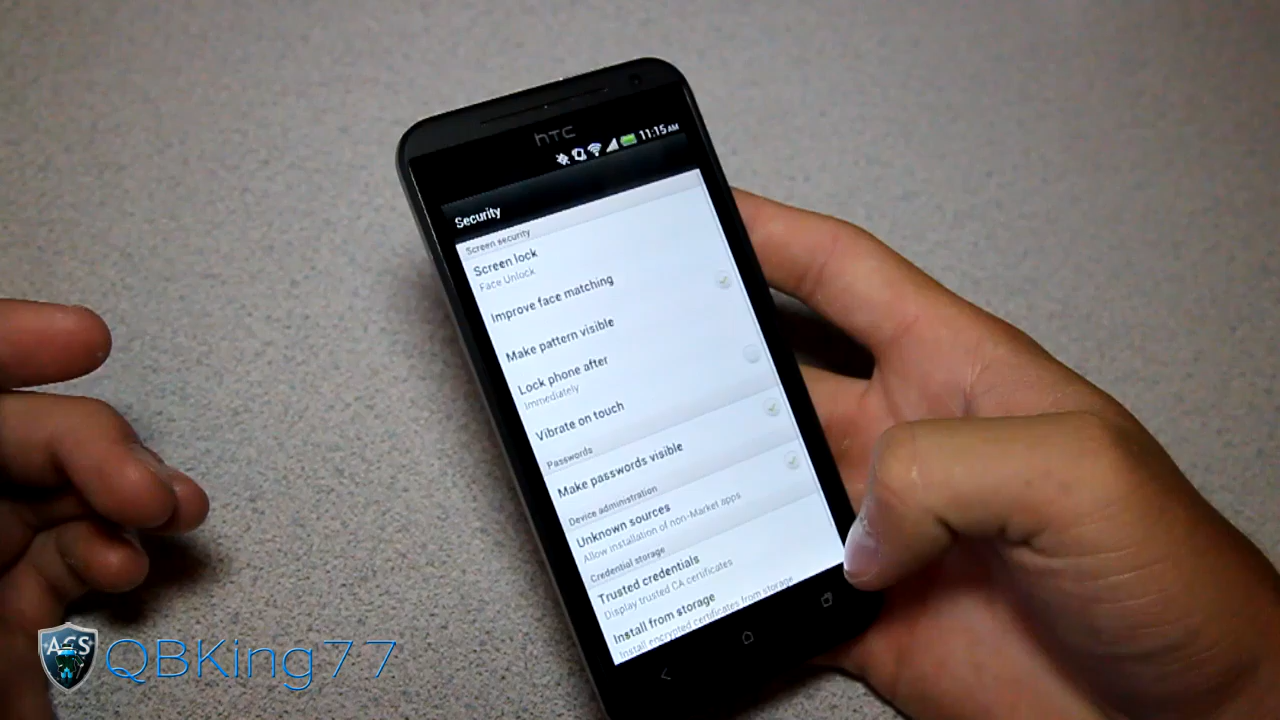 hTC
11:15 AM
Security
Screen security
Screen lock
Face Unlock
Improve face matching
Make pattern visible
Lock phone after
Immediately
Vibrate on touch
Passwords
Make passwords visible
Device administration
Unknown sources
Allow installation of non-Market apps
Credential storage
Trusted credentials
Display trusted CA certificates
Install from storage
Install encrypted certificates from storage
ACS
QBKing77